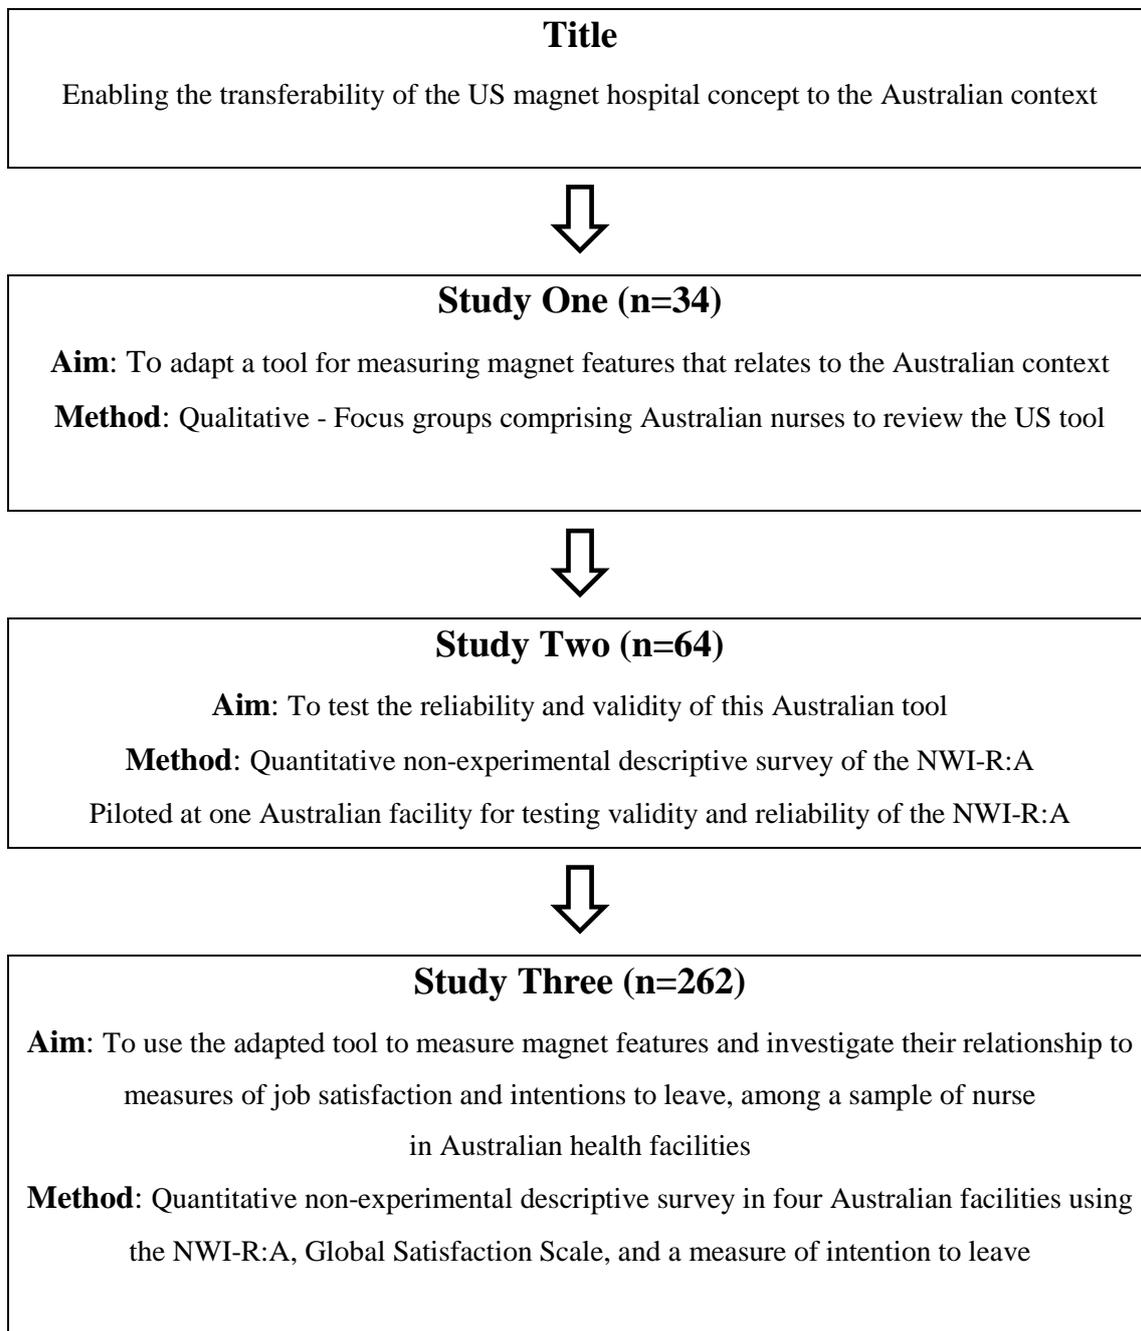 Title
Enabling the transferability of the US magnet hospital concept to the Australian context
Study One (n=34)
Aim: To adapt a tool for measuring magnet features that relates to the Australian context
Method: Qualitative - Focus groups comprising Australian nurses to review the US tool
Study Two (n=64)
Aim: To test the reliability and validity of this Australian tool
Method: Quantitative non-experimental descriptive survey of the NWI-R:A
Piloted at one Australian facility for testing validity and reliability of the NWI-R:A
Study Three (n=262)
Aim: To use the adapted tool to measure magnet features and investigate their relationship to
measures of job satisfaction and intentions to leave, among a sample of nurse
in Australian health facilities
Method: Quantitative non-experimental descriptive survey in four Australian facilities using
the NWI-R:A, Global Satisfaction Scale, and a measure of intention to leave